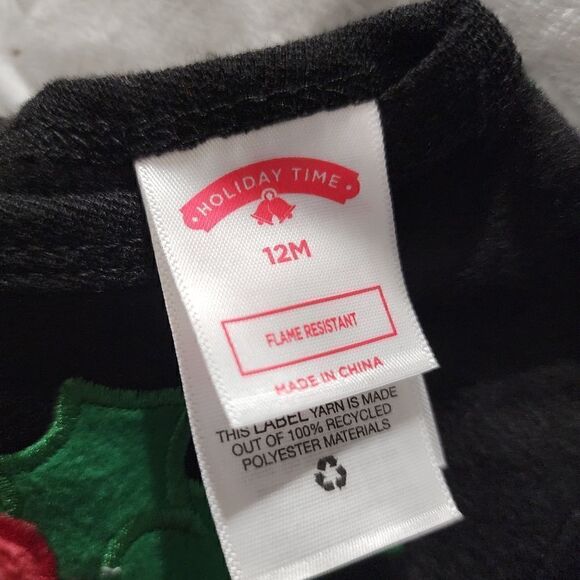 HOLIDAY TIME
12M
FLAME RESISTANT
MADE IN CHINA
THIS LABEL YARN IS MADE
OUT OF 100% RECYCLED
POLYESTER MATERIALS